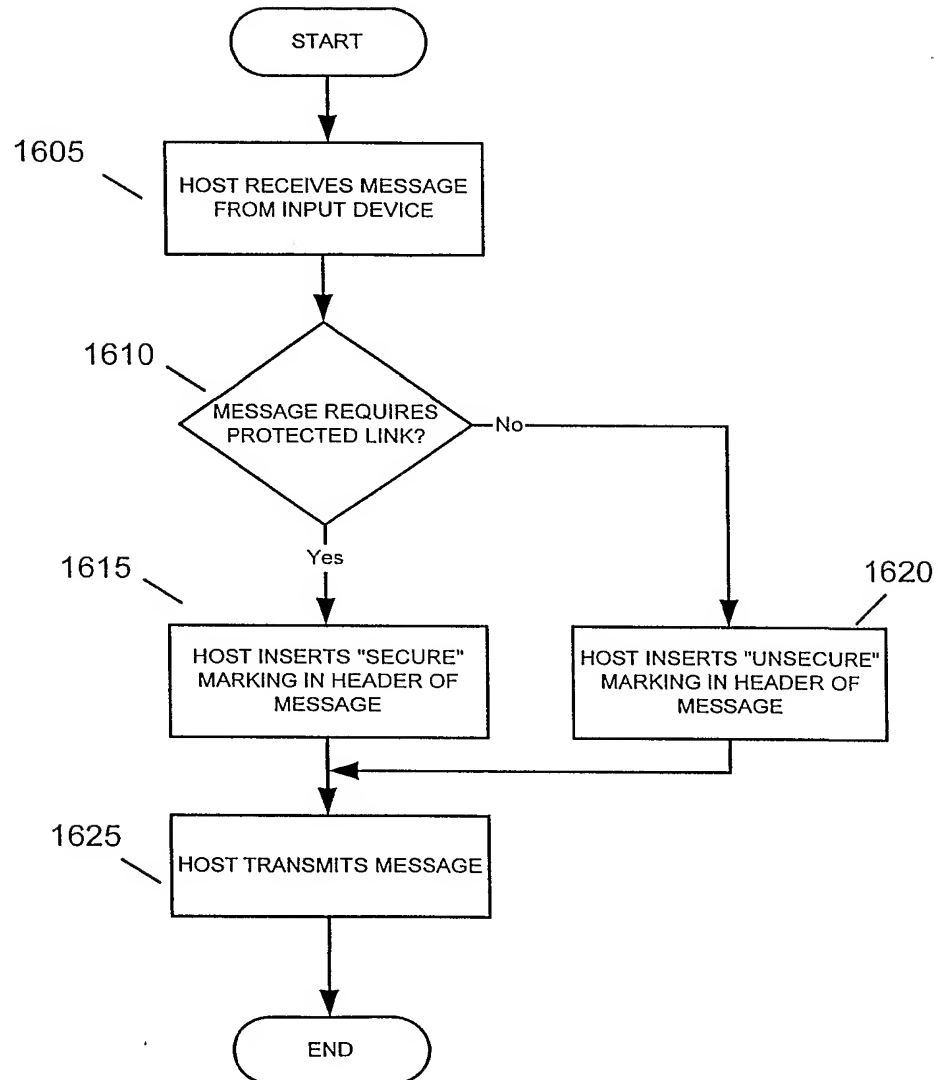 START
1605
HOST RECEIVES MESSAGE
FROM INPUT DEVICE
1610
MESSAGE REQUIRES
PROTECTED LINK?
No
Yes
1615
HOST INSERTS "SECURE"
MARKING IN HEADER OF
MESSAGE
1620
HOST INSERTS "UNSECURE"
MARKING IN HEADER OF
MESSAGE
1625
HOST TRANSMITS MESSAGE
END